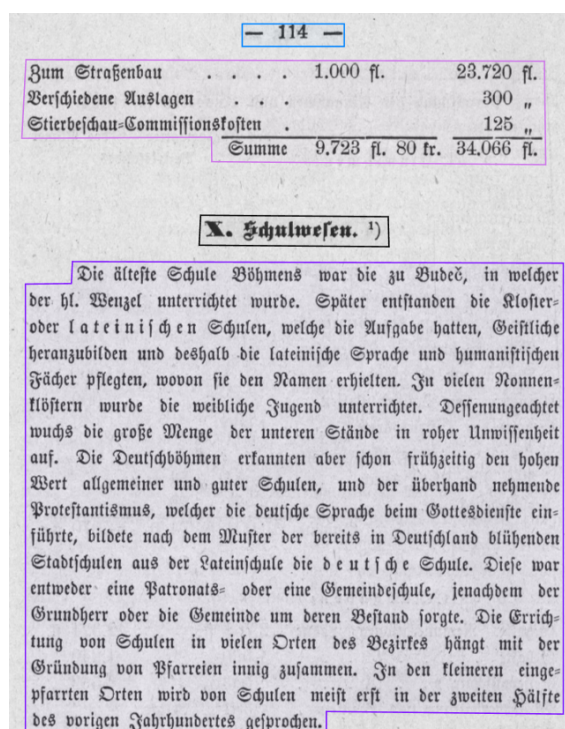 — 114 —
Zum Straßenbau . . . . 1.000 fl. 23.720 fl.
Verschiedene Auslagen . . . 300 „
Stierbeschau-Commissionskosten . 125 „
Summe 9.723 fl. 80 kr. 34.066 fl.
X. Schulwesen. ¹)
Die älteste Schule Böhmens war die zu Budeč, in welcher
der hl. Wenzel unterrichtet wurde. Später entstanden die Kloster-
oder lateinischen Schulen, welche die Aufgabe hatten, Geistliche
heranzubilden und deshalb die lateinische Sprache und humanistischen
Fächer pflegten, wovon sie den Namen erhielten. In vielen Nonnen-
klöstern wurde die weibliche Jugend unterrichtet. Dessenungeachtet
wuchs die große Menge der unteren Stände in roher Unwissenheit
auf. Die Deutschböhmen erkannten aber schon frühzeitig den hohen
Wert allgemeiner und guter Schulen, und der überhand nehmende
Protestantismus, welcher die deutsche Sprache beim Gottesdienste ein-
führte, bildete nach dem Muster der bereits in Deutschland blühenden
Stadtschulen aus der Lateinschule die deutsche Schule. Diese war
entweder eine Patronats- oder eine Gemeindeschule, jenachdem der
Grundherr oder die Gemeinde um deren Bestand sorgte. Die Errich-
tung von Schulen in vielen Orten des Bezirkes hängt mit der
Gründung von Pfarreien innig zusammen. In den kleineren einge-
pfarrten Orten wird von Schulen meist erst in der zweiten Hälfte
des vorigen Jahrhundertes gesprochen.